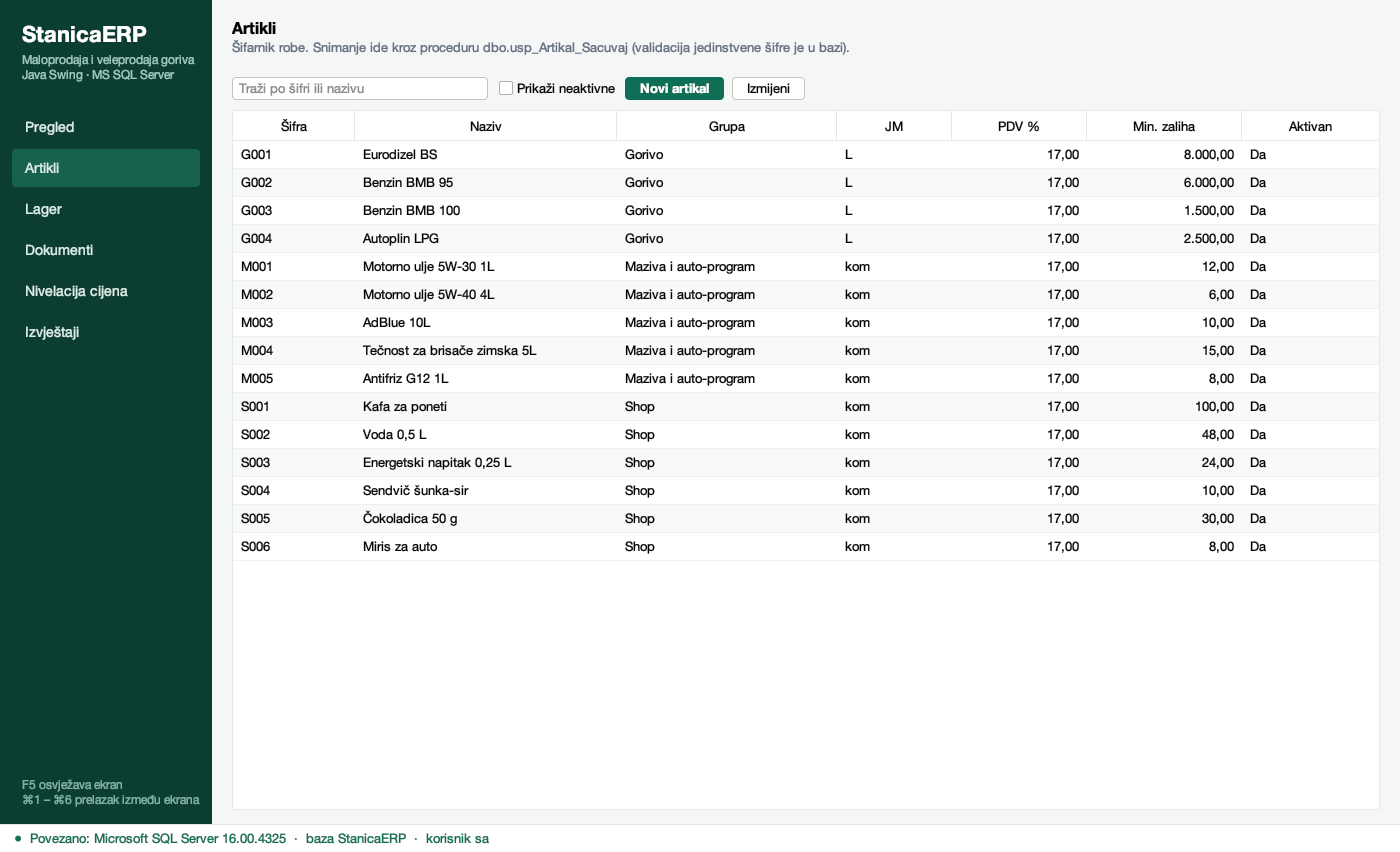 StanicaERP
Maloprodaja i veleprodaja goriva
Java Swing · MS SQL Server
Pregled
Artikli
Lager
Dokumenti
Nivelacija cijena
Izvještaji
F5 osvježava ekran
⌘1 – ⌘6 prelazak između ekrana
Artikli
Šifarnik robe. Snimanje ide kroz proceduru dbo.usp_Artikal_Sacuvaj (validacija jedinstvene šifre je u bazi).
Traži po šifri ili nazivu Prikaži neaktivne Novi artikal Izmijeni
Šifra Naziv Grupa JM PDV % Min. zaliha Aktivan
G001 Eurodizel BS Gorivo L 17,00 8.000,00 Da
G002 Benzin BMB 95 Gorivo L 17,00 6.000,00 Da
G003 Benzin BMB 100 Gorivo L 17,00 1.500,00 Da
G004 Autoplin LPG Gorivo L 17,00 2.500,00 Da
M001 Motorno ulje 5W-30 1L Maziva i auto-program kom 17,00 12,00 Da
M002 Motorno ulje 5W-40 4L Maziva i auto-program kom 17,00 6,00 Da
M003 AdBlue 10L Maziva i auto-program kom 17,00 10,00 Da
M004 Tečnost za brisače zimska 5L Maziva i auto-program kom 17,00 15,00 Da
M005 Antifriz G12 1L Maziva i auto-program kom 17,00 8,00 Da
S001 Kafa za poneti Shop kom 17,00 100,00 Da
S002 Voda 0,5 L Shop kom 17,00 48,00 Da
S003 Energetski napitak 0,25 L Shop kom 17,00 24,00 Da
S004 Sendvič šunka-sir Shop kom 17,00 10,00 Da
S005 Čokoladica 50 g Shop kom 17,00 30,00 Da
S006 Miris za auto Shop kom 17,00 8,00 Da
Povezano: Microsoft SQL Server 16.00.4325 · baza StanicaERP · korisnik sa